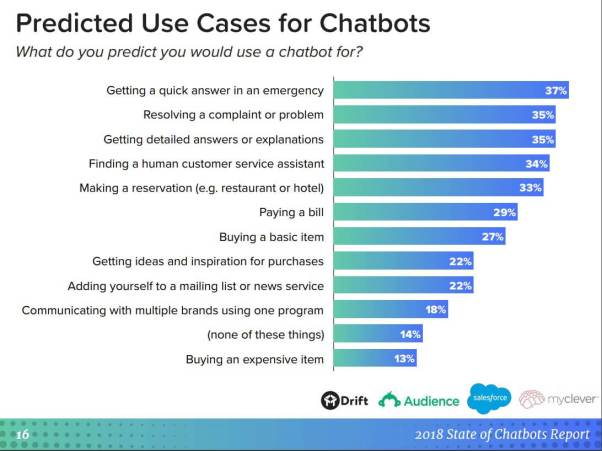 Predicted Use Cases for Chatbots
What do you predict you would use a chatbot for?
Getting a quick answer in an emergency 37%
Resolving a complaint or problem 35%
Getting detailed answers or explanations 35%
Finding a human customer service assistant 34%
Making a reservation (e.g. restaurant or hotel) 33%
Paying a bill 29%
Buying a basic item 27%
Getting ideas and inspiration for purchases 22%
Adding yourself to a mailing list or news service 22%
Communicating with multiple brands using one program 18%
(none of these things) 14%
Buying an expensive item 13%
Drift Audience salesforce myclever
16 2018 State of Chatbots Report